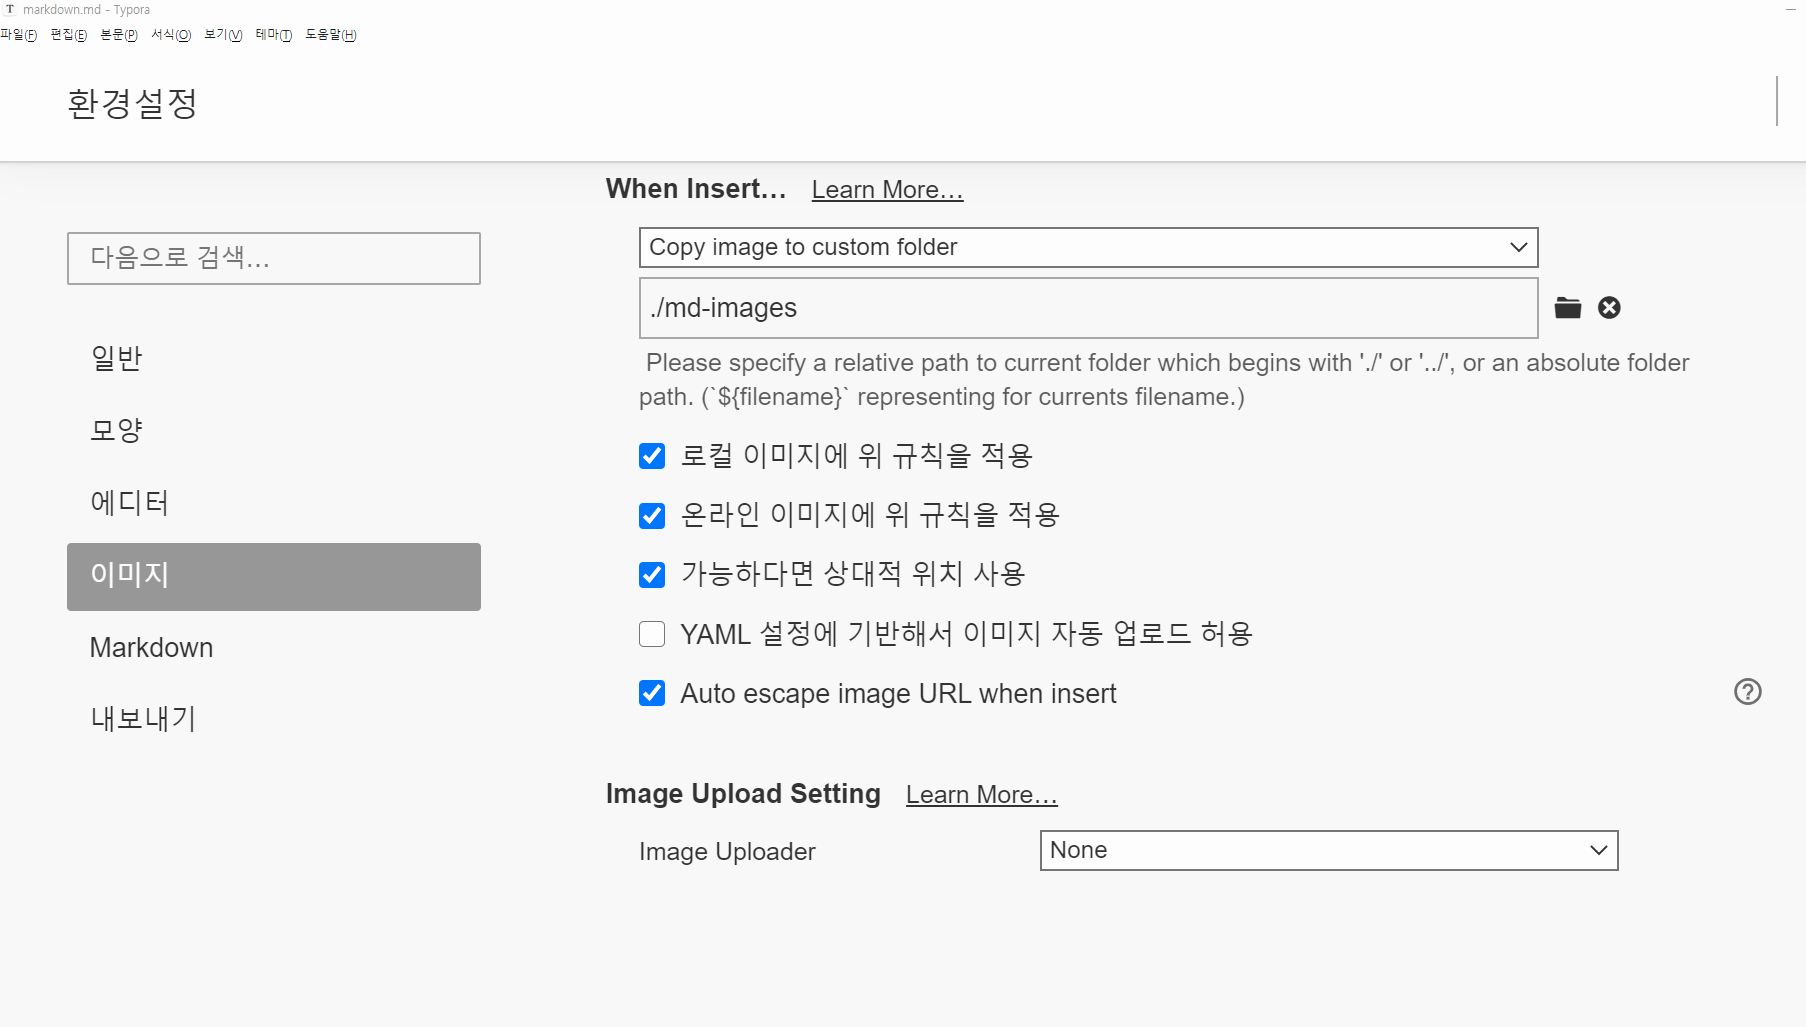 T markdown.md - Typora
파일(F) 편집(E) 본문(P) 서식(O) 보기(V) 테마(T) 도움말(H)
환경설정
다음으로 검색...
일반
모양
에디터
이미지
Markdown
내보내기
When Insert... Learn More...
Copy image to custom folder
./md-images
Please specify a relative path to current folder which begins with './' or '../', or an absolute folder
path. (`${filename}` representing for currents filename.)
로컬 이미지에 위 규칙을 적용
온라인 이미지에 위 규칙을 적용
가능하다면 상대적 위치 사용
YAML 설정에 기반해서 이미지 자동 업로드 허용
Auto escape image URL when insert
Image Upload Setting Learn More...
Image Uploader None